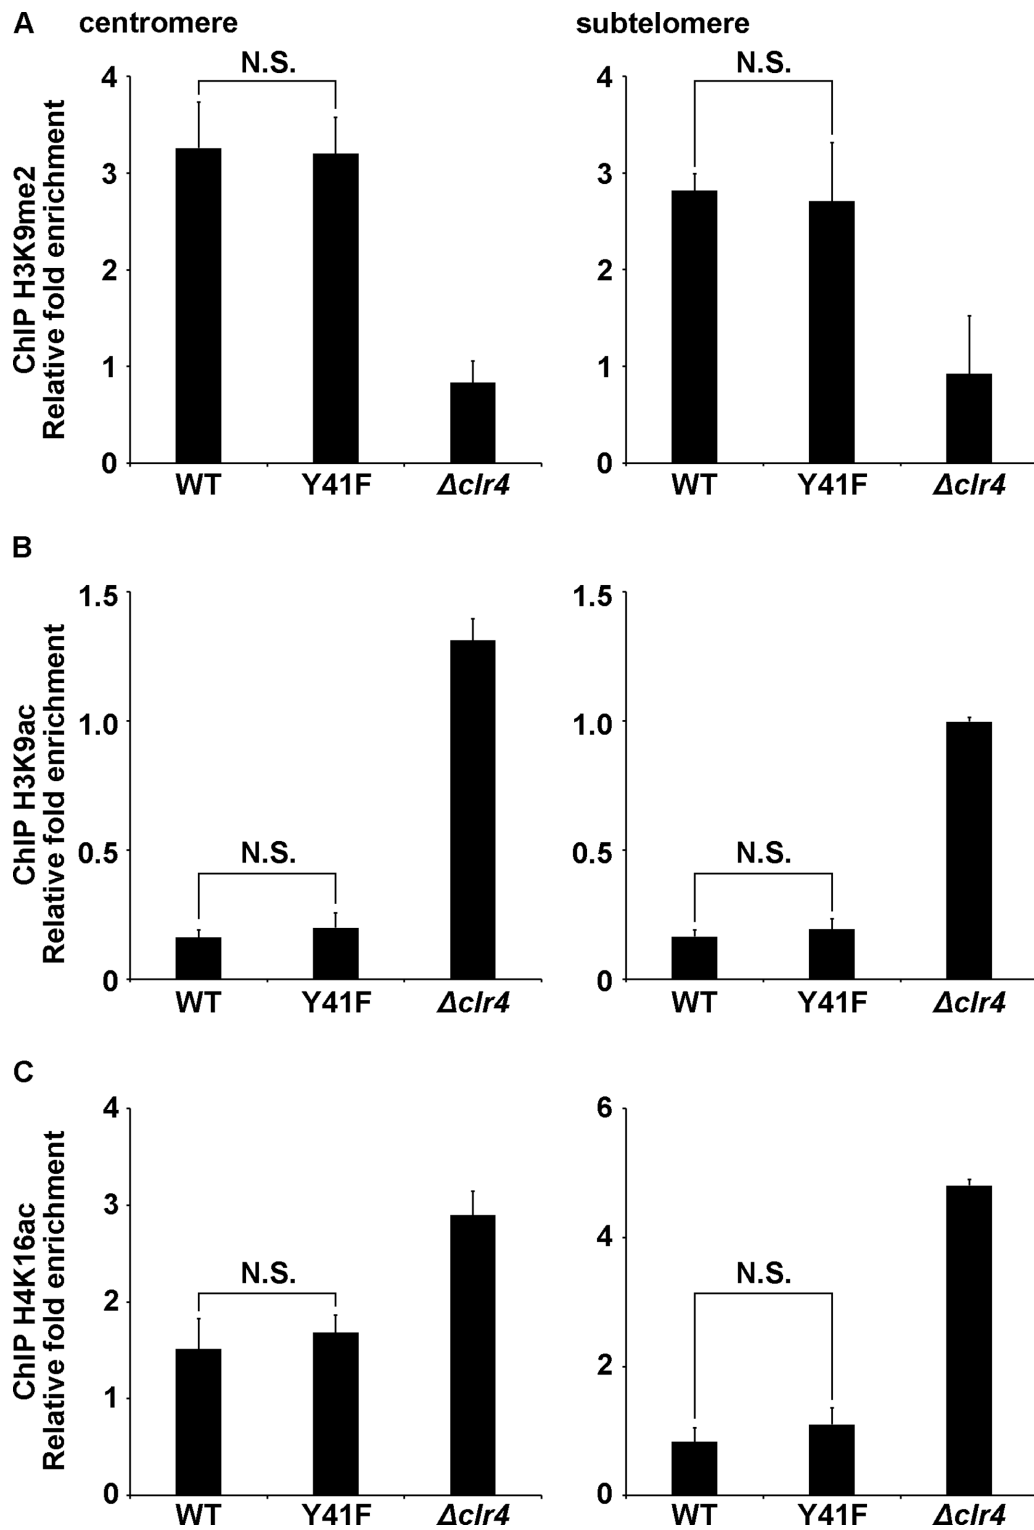 A centromere subtelomere
ChIP H3K9me2
Relative fold enrichment
4
3
2
1
0
N.S.
WT Y41F Δclr4
4
3
2
1
0
N.S.
WT Y41F Δclr4
B
ChIP H3K9ac
Relative fold enrichment
1.5
1.0
0.5
0
N.S.
WT Y41F Δclr4
1.5
1.0
0.5
0
N.S.
WT Y41F Δclr4
C
ChIP H4K16ac
Relative fold enrichment
4
3
2
1
0
N.S.
WT Y41F Δclr4
6
4
2
0
N.S.
WT Y41F Δclr4